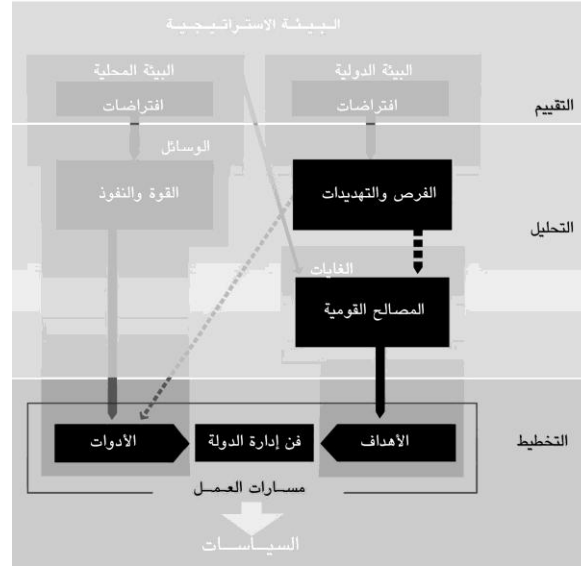 البيئة الاستراتيجية
البيئة الدولية
البيئة المحلية
افتراضات
افتراضات
التقييم
الوسائل
الفرص والتهديدات
القوة والنفوذ
التحليل
الغايات
المصالح القومية
الأهداف
فن إدارة الدولة
الأدوات
التخطيط
مسارات العمل
السياسات